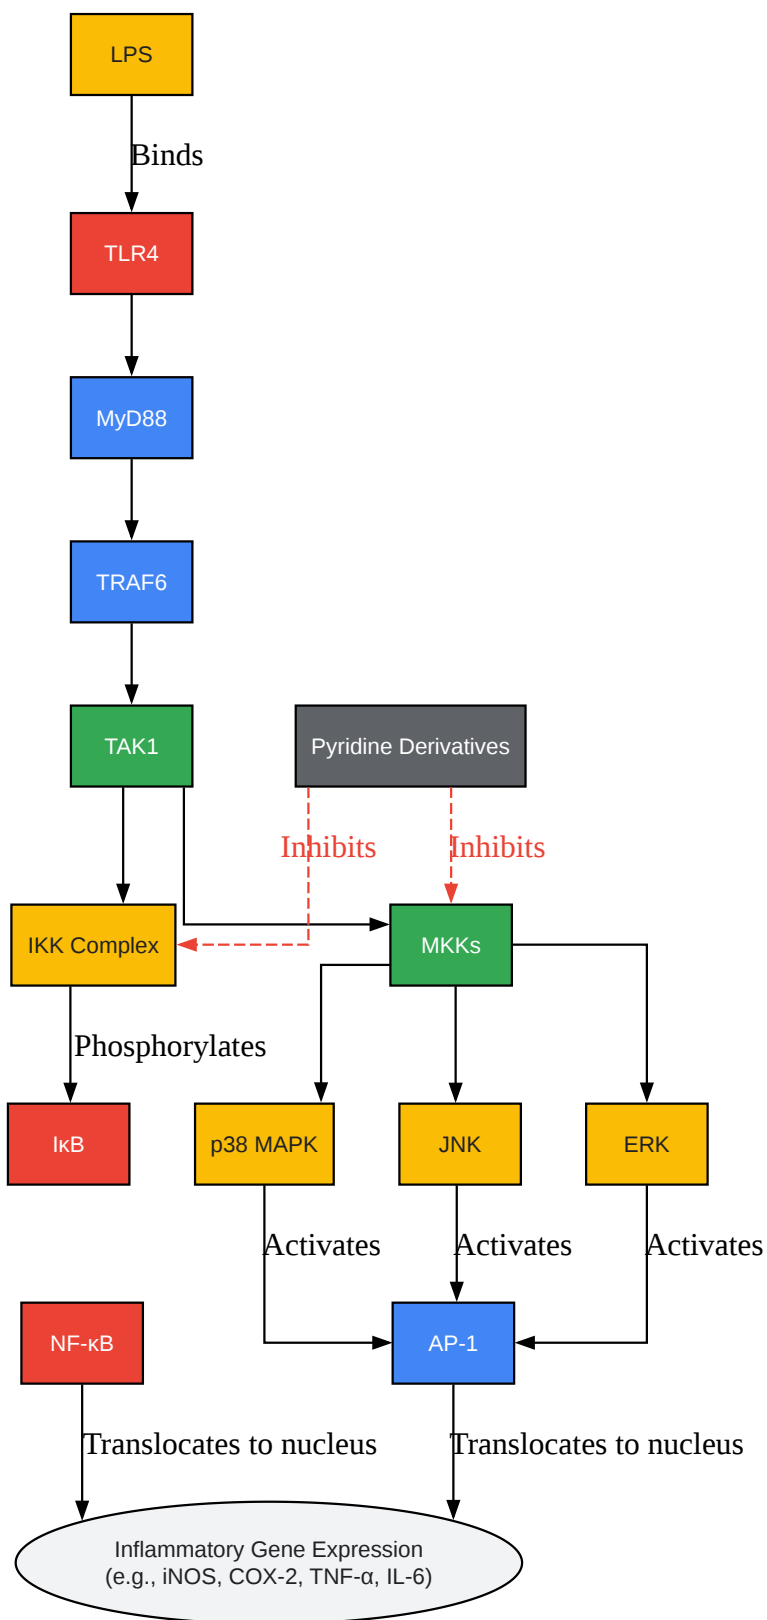 LPS
Binds
TLR4
MyD88
TRAF6
TAK1
Pyridine Derivatives
Inhibits
Inhibits
IKK Complex
MKKs
Phosphorylates
IκB
p38 MAPK
JNK
ERK
Activates
Activates
Activates
NF-κB
AP-1
Translocates to nucleus
Translocates to nucleus
Inflammatory Gene Expression
(e.g., iNOS, COX-2, TNF-α, IL-6)